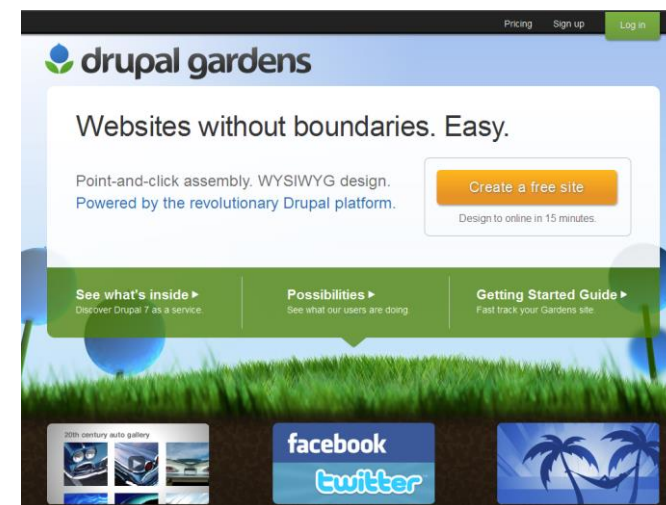 Pricing Sign up Log in
drupal gardens
Websites without boundaries. Easy.
Point-and-click assembly. WYSIWYG design.
Powered by the revolutionary Drupal platform.
Create a free site
Design to online in 15 minutes.
See what's inside ▸
Discover Drupal 7 as a service.
Possibilities ▸
See what our users are doing.
Getting Started Guide ▸
Fast track your Gardens site.
20th century auto gallery
facebook
twitter